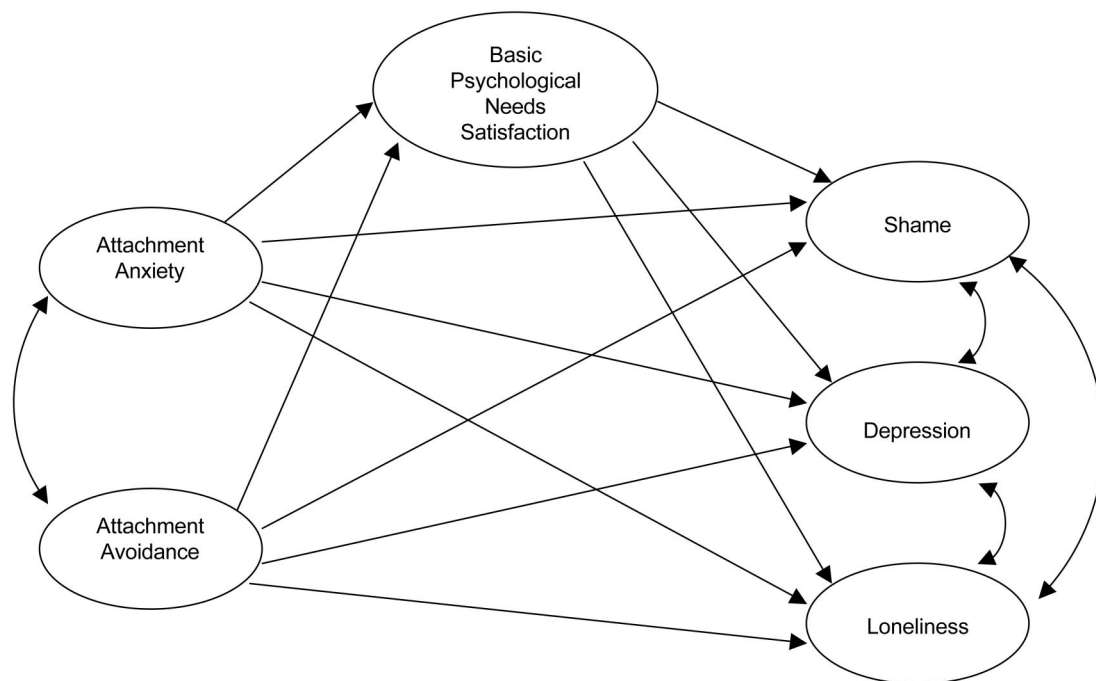 Basic
Psychological
Needs
Satisfaction
Shame
Attachment
Anxiety
Depression
Attachment
Avoidance
Loneliness